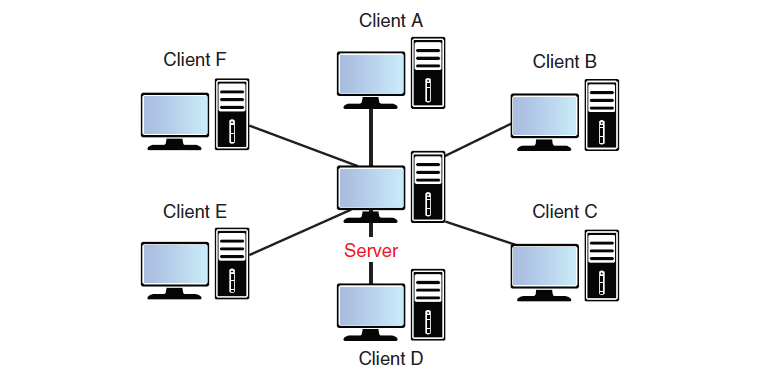 Client A
Client F
Client B
Client E
Client C
Server
Client D